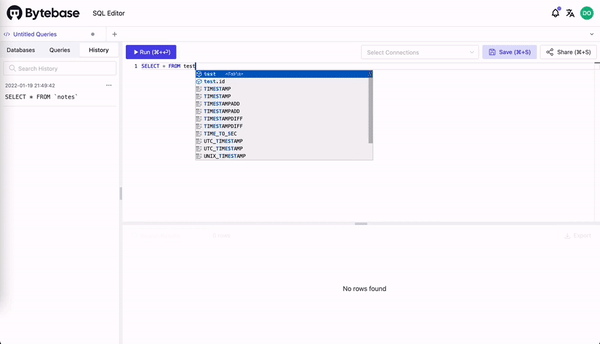 Bytebase SQL Editor DO
</> Untitled Queries +
Databases Queries History
Run (⌘+⏎) Select Connections Save (⌘+S) Share (⌘+S)
Search History
2022-01-19 21:49:42 ...
SELECT * FROM `notes`
1 SELECT * FROM test
test
test.id
TIMESTAMP
TIMESTAMP
TIMESTAMPADD
TIMESTAMPADD
TIMESTAMPDIFF
TIMESTAMPDIFF
TIME_TO_SEC
UTC_TIMESTAMP
UTC_TIMESTAMP
UNIX_TIMESTAMP
No rows found